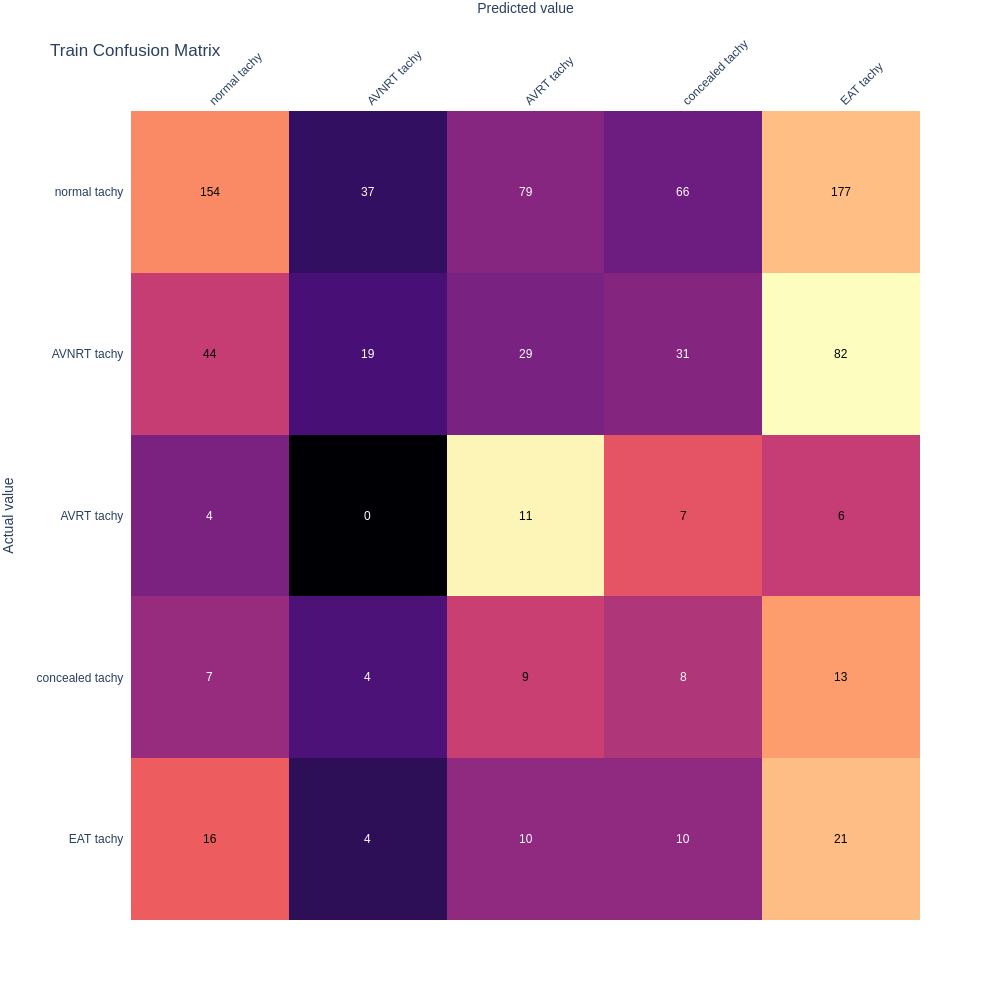 Predicted value
Train Confusion Matrix
normal tachy AVNRT tachy AVRT tachy concealed tachy EAT tachy
normal tachy 154 37 79 66 177
AVNRT tachy 44 19 29 31 82
Actual value
AVRT tachy 4 0 11 7 6
concealed tachy 7 4 9 8 13
EAT tachy 16 4 10 10 21